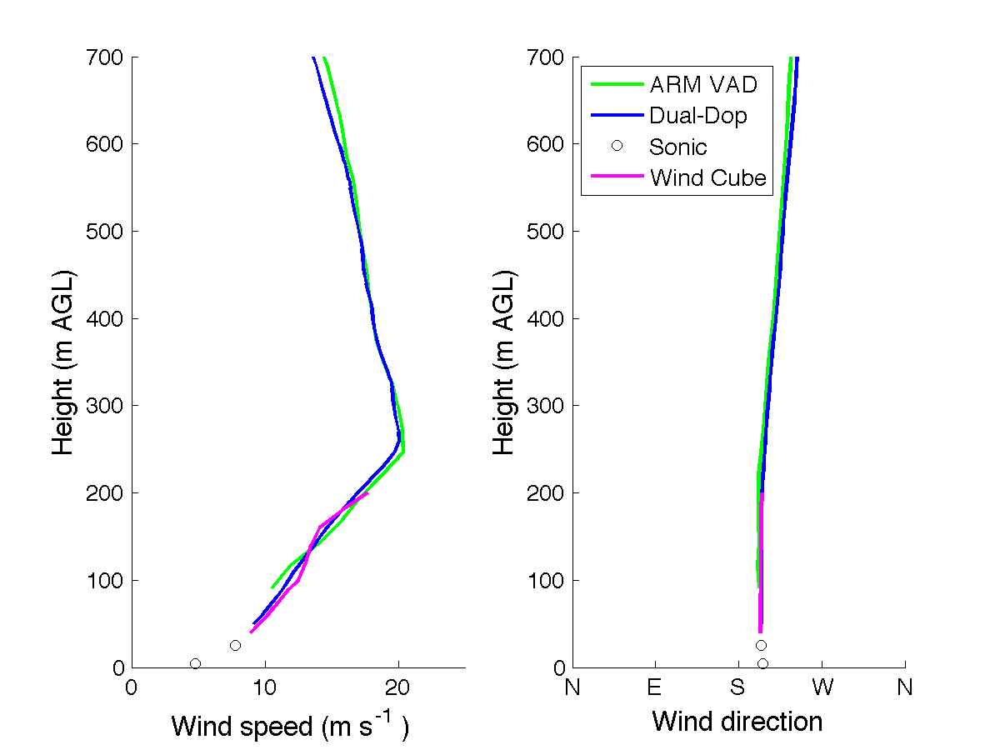 700
600
500
400
300
200
100
0
Height (m AGL)
0 10 20
Wind speed (m s⁻¹ )
700
600
500
400
300
200
100
0
Height (m AGL)
ARM VAD
Dual-Dop
Sonic
Wind Cube
N E S W N
Wind direction